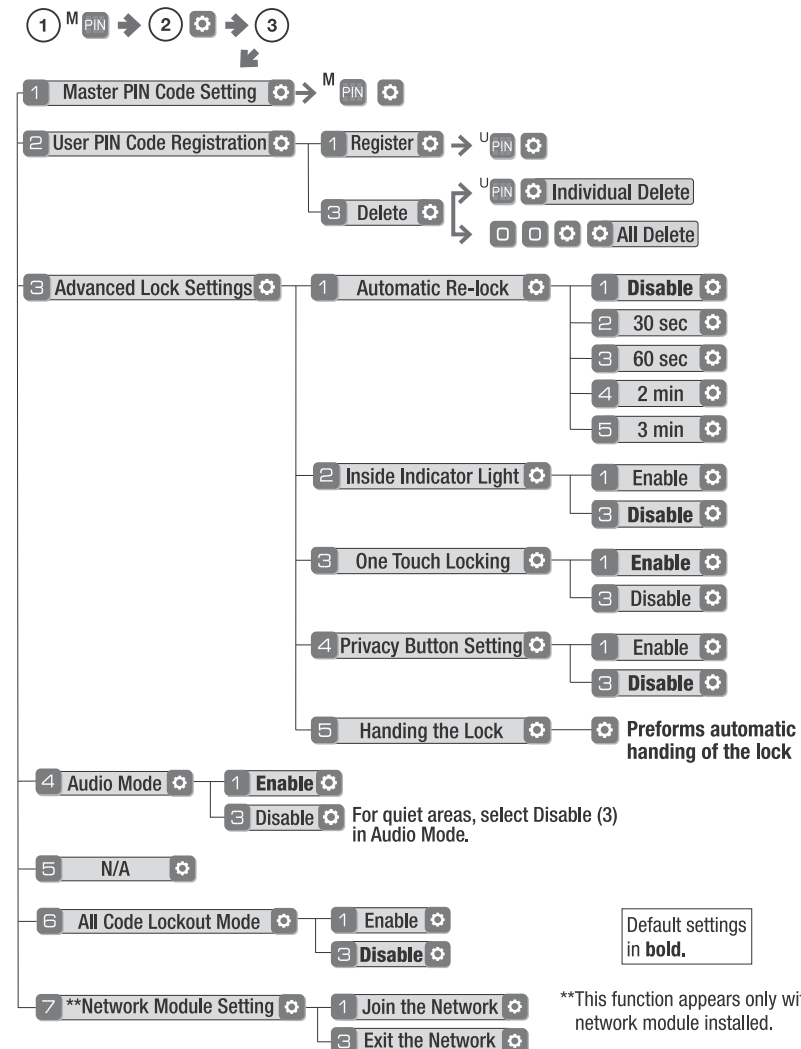 1 M PIN 2 3
1 Master PIN Code Setting M PIN
2 User PIN Code Registration 1 Register U PIN
3 Delete U PIN Individual Delete
0 0 All Delete
3 Advanced Lock Settings 1 Automatic Re-lock 1 Disable
2 30 sec
3 60 sec
4 2 min
5 3 min
2 Inside Indicator Light 1 Enable
3 Disable
3 One Touch Locking 1 Enable
3 Disable
4 Privacy Button Setting 1 Enable
3 Disable
5 Handing the Lock Preforms automatic
handing of the lock
4 Audio Mode 1 Enable
3 Disable For quiet areas, select Disable (3)
in Audio Mode.
5 N/A
6 All Code Lockout Mode 1 Enable
3 Disable
Default settings
in bold.
7 **Network Module Setting 1 Join the Network
3 Exit the Network
**This function appears only wi
network module installed.